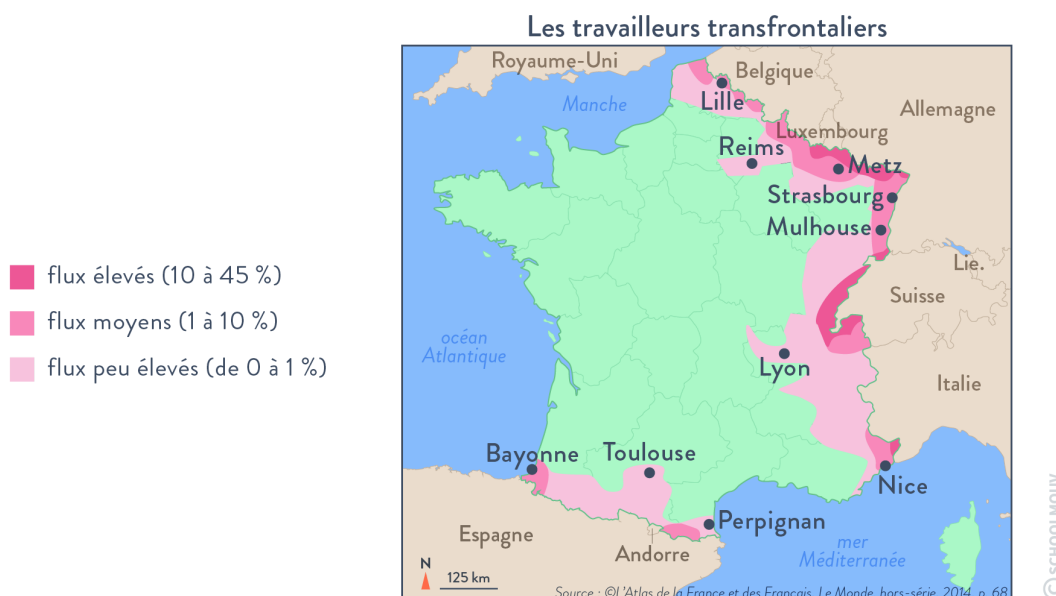 Les travailleurs transfrontaliers
Royaume-Uni
Belgique
Manche
Lille
Allemagne
Luxembourg
Reims
Metz
Strasbourg
Mulhouse
Lie.
flux élevés (10 à 45 %)
Suisse
flux moyens (1 à 10 %)
océan
Atlantique
flux peu élevés (de 0 à 1 %)
Lyon
Italie
Bayonne
Toulouse
Nice
Perpignan
Espagne
Andorre
mer
Méditerranée
N
125 km
Source : ©L'Atlas de la France et des Français, Le Monde, hors-série, 2014, p. 68
© SCHOOLMOUV